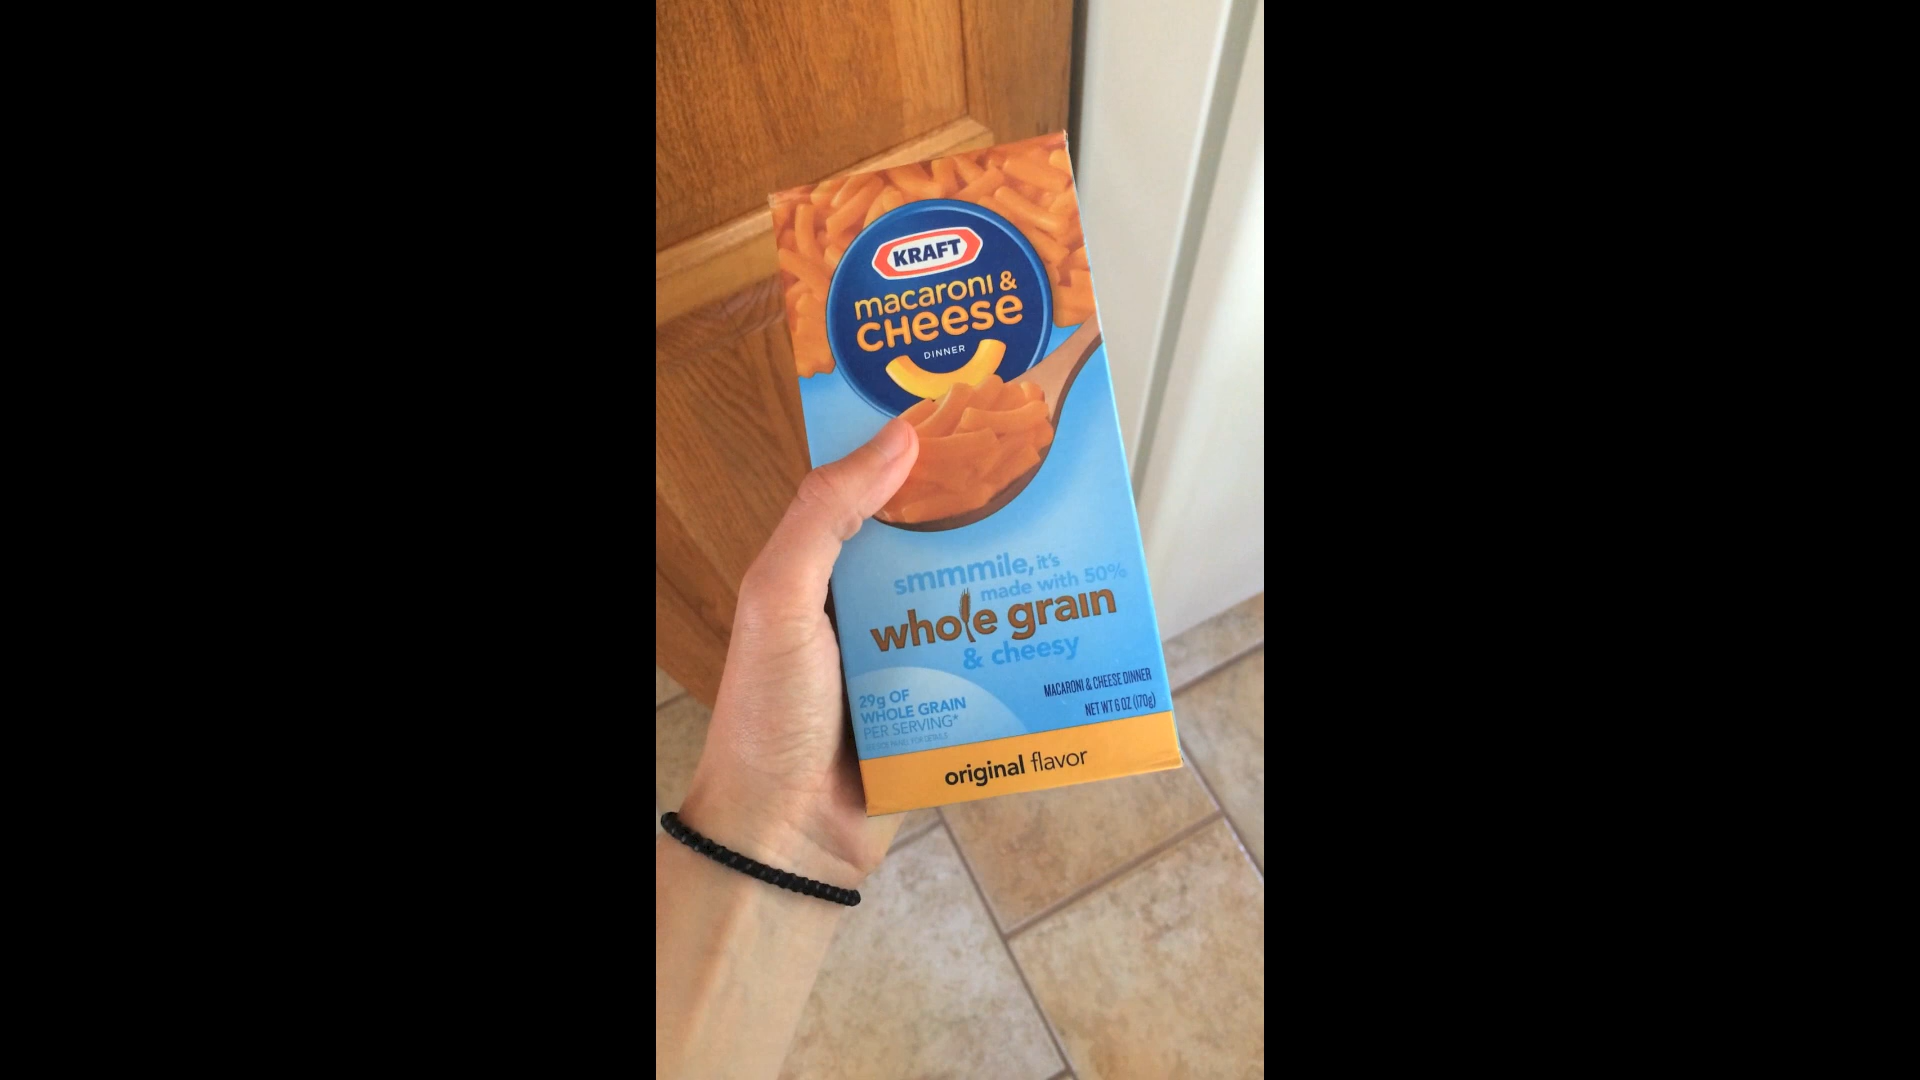 KRAFT
macaroni &
cheese
DINNER
smmmile, it's
made with 50%
whole grain
& cheesy
29g OF
WHOLE GRAIN
PER SERVING*
MACARONI & CHEESE DINNER
NET WT 6 OZ (170g)
original flavor